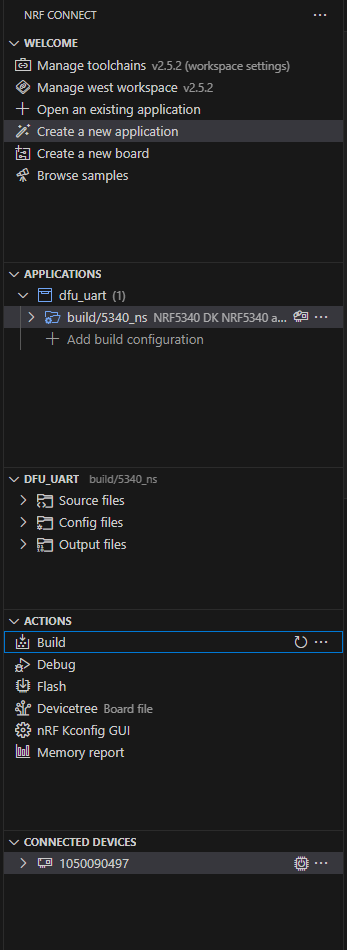 NRF CONNECT
WELCOME
Manage toolchains v2.5.2 (workspace settings)
Manage west workspace v2.5.2
Open an existing application
Create a new application
Create a new board
Browse samples
APPLICATIONS
dfu_uart (1)
build/5340_ns NRF5340 DK NRF5340 a...
Add build configuration
DFU_UART build/5340_ns
Source files
Config files
Output files
ACTIONS
Build
Debug
Flash
Devicetree Board file
nRF Kconfig GUI
Memory report
CONNECTED DEVICES
1050090497